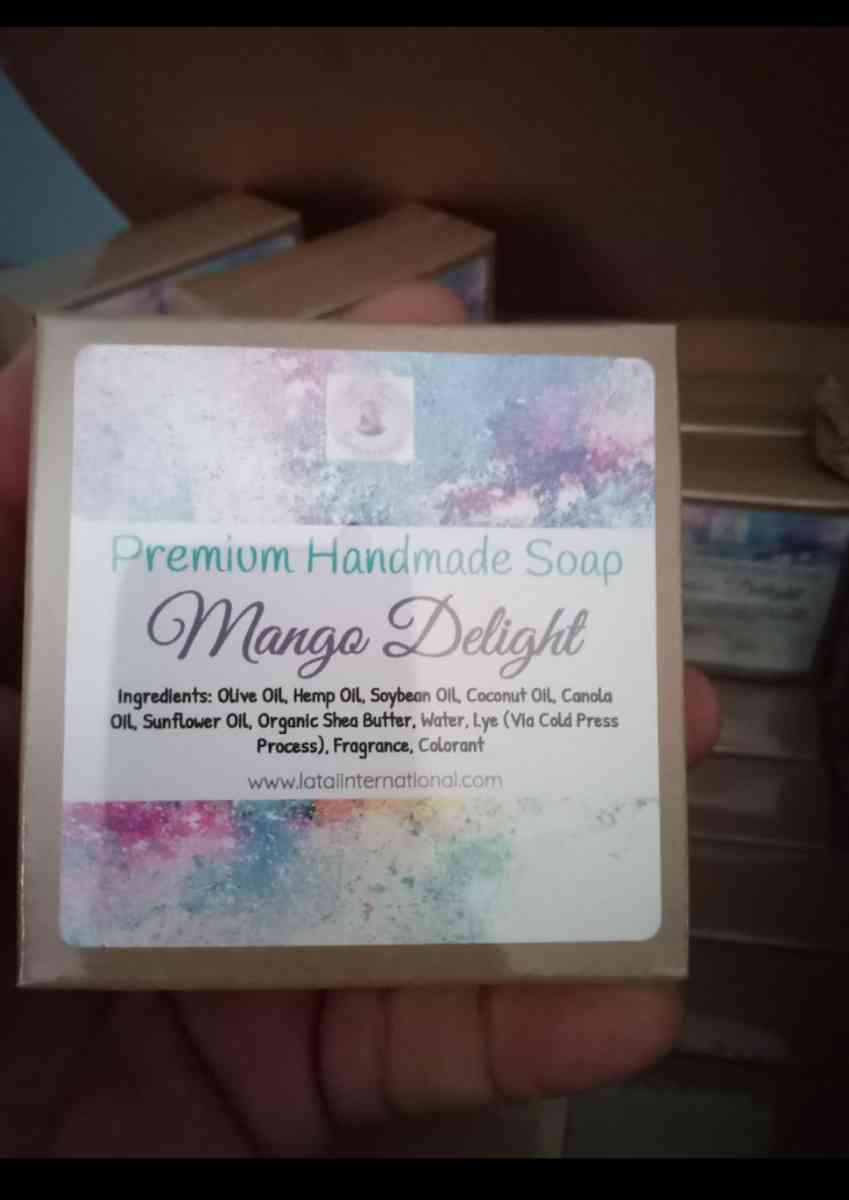 Premium Handmade Soap
Mango Delight
Ingredients: Olive Oil, Hemp Oil, Soybean Oil, Coconut Oil, Canola
Oil, Sunflower Oil, Organic Shea Butter, Water, Lye (Via Cold Press
Process), Fragrance, Colorant
www.lataiinternational.com